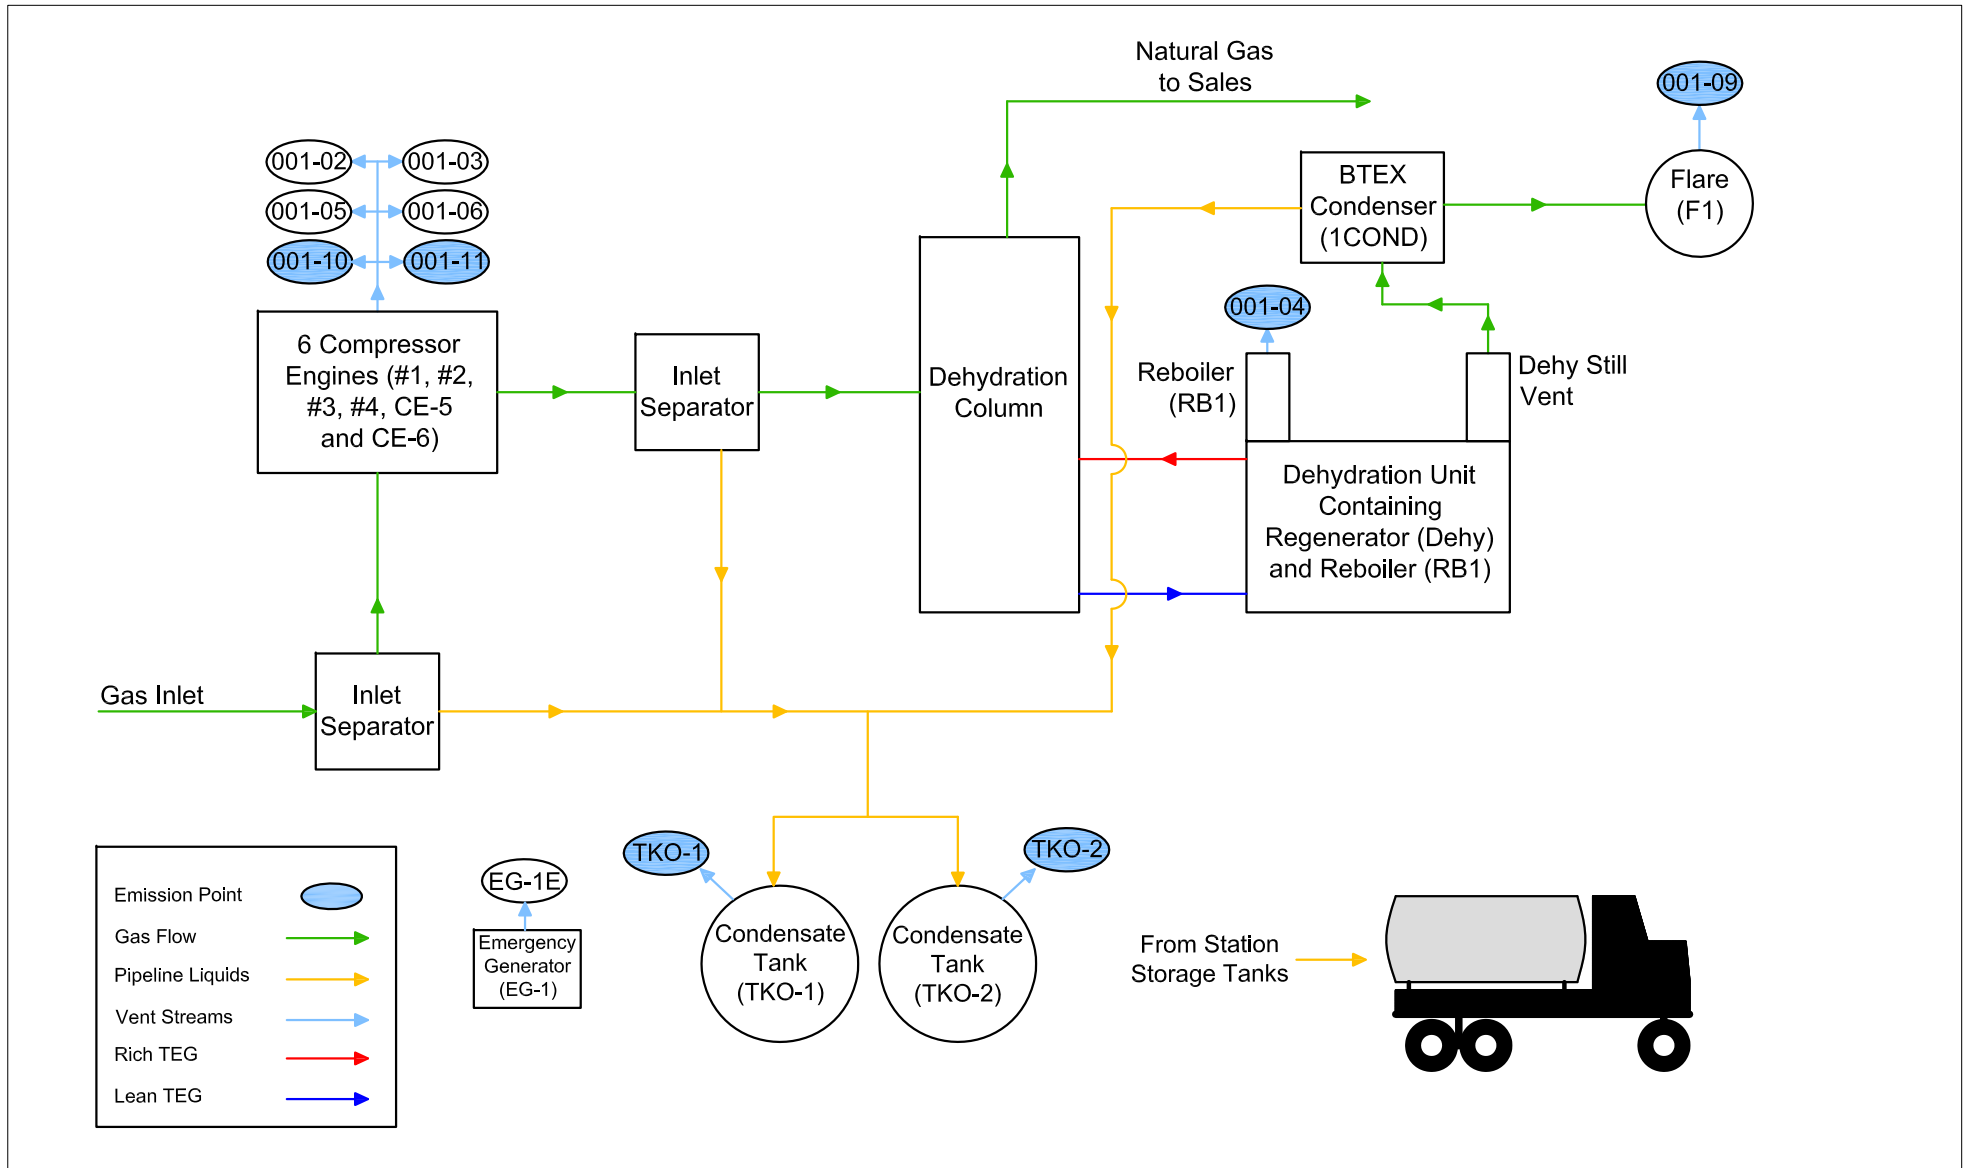 Natural Gas
to Sales
001-09
001-02
001-03
001-05
001-06
001-10
001-11
BTEX
Condenser
(1COND)
Flare
(F1)
001-04
6 Compressor
Engines (#1, #2,
#3, #4, CE-5
and CE-6)
Inlet
Separator
Dehydration
Column
Reboiler
(RB1)
Dehy Still
Vent
Dehydration Unit
Containing
Regenerator (Dehy)
and Reboiler (RB1)
Gas Inlet
Inlet
Separator
Emission Point
Gas Flow
Pipeline Liquids
Vent Streams
Rich TEG
Lean TEG
EG-1E
Emergency
Generator
(EG-1)
TKO-1
TKO-2
Condensate
Tank
(TKO-1)
Condensate
Tank
(TKO-2)
From Station
Storage Tanks